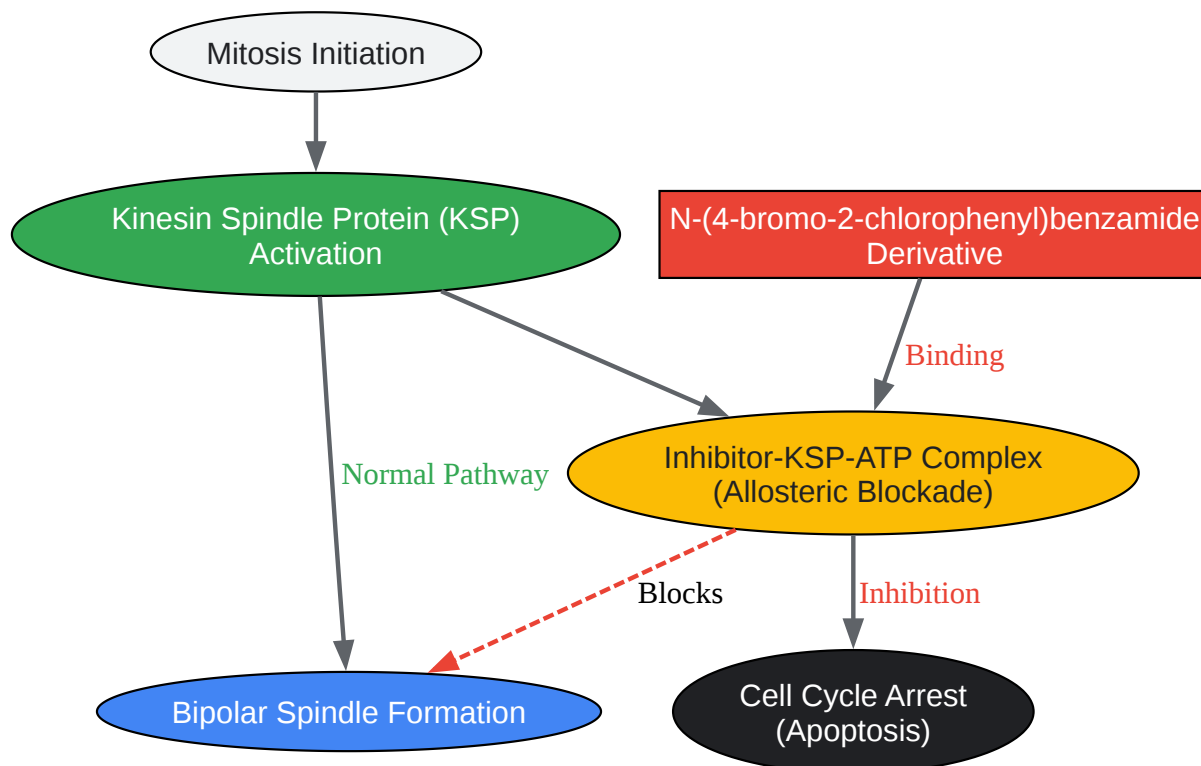 Mitosis Initiation
Kinesin Spindle Protein (KSP)
Activation
N-(4-bromo-2-chlorophenyl)benzamide
Derivative
Binding
Normal Pathway
Inhibitor-KSP-ATP Complex
(Allosteric Blockade)
Blocks
Inhibition
Bipolar Spindle Formation
Cell Cycle Arrest
(Apoptosis)